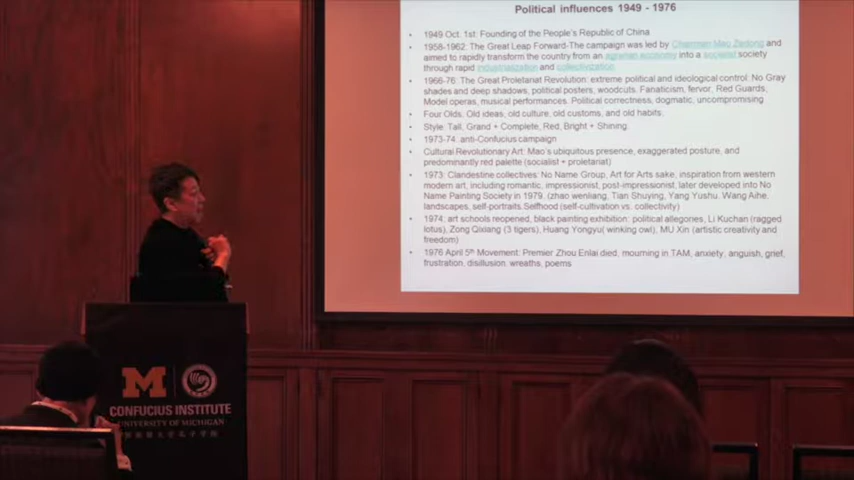 Political influences 1949 - 1976
1949 Oct. 1st: Founding of the People's Republic of China
1958-1962: The Great Leap Forward-The campaign was led by Chairman Mao Zedong and
aimed to rapidly transform the country from an agrarian economy into a socialist society
through rapid industrialization and collectivization
1966-76: The Great Proletariat Revolution: extreme political and ideological control: No Gray
shades and deep shadows, political posters, woodcuts. Fanaticism, fervor, Red Guards,
Model operas, musical performances. Political correctness, dogmatic, uncompromising
Four Olds: Old ideas, old culture, old customs, and old habits.
Style: Tall, Grand + Complete, Red, Bright + Shining
1973-74: anti-Confucius campaign
Cultural Revolutionary Art: Mao's ubiquitous presence, exaggerated posture, and
predominantly red palette (socialist + proletariat)
1973: Clandestine collectives: No Name Group, Art for Arts sake, inspiration from western
modern art, including romantic, impressionist, post-impressionist, later developed into No
Name Painting Society in 1979. (zhao wenliang, Tian Shuying, Yang Yushu. Wang Aihe,
landscapes, self-portraits.Selfhood (self-cultivation vs. collectivity)
1974: art schools reopened, black painting exhibition: political allegories, Li Kuchan (ragged
lotus), Zong Qixiang (3 tigers), Huang Yongyu( winking owl), MU Xin (artistic creativity and
freedom)
1976 April 5th Movement: Premier Zhou Enlai died, mourning in TAM, anxiety, anguish, grief,
frustration, disillusion, wreaths, poems
M
CONFUCIUS INSTITUTE
UNIVERSITY OF MICHIGAN